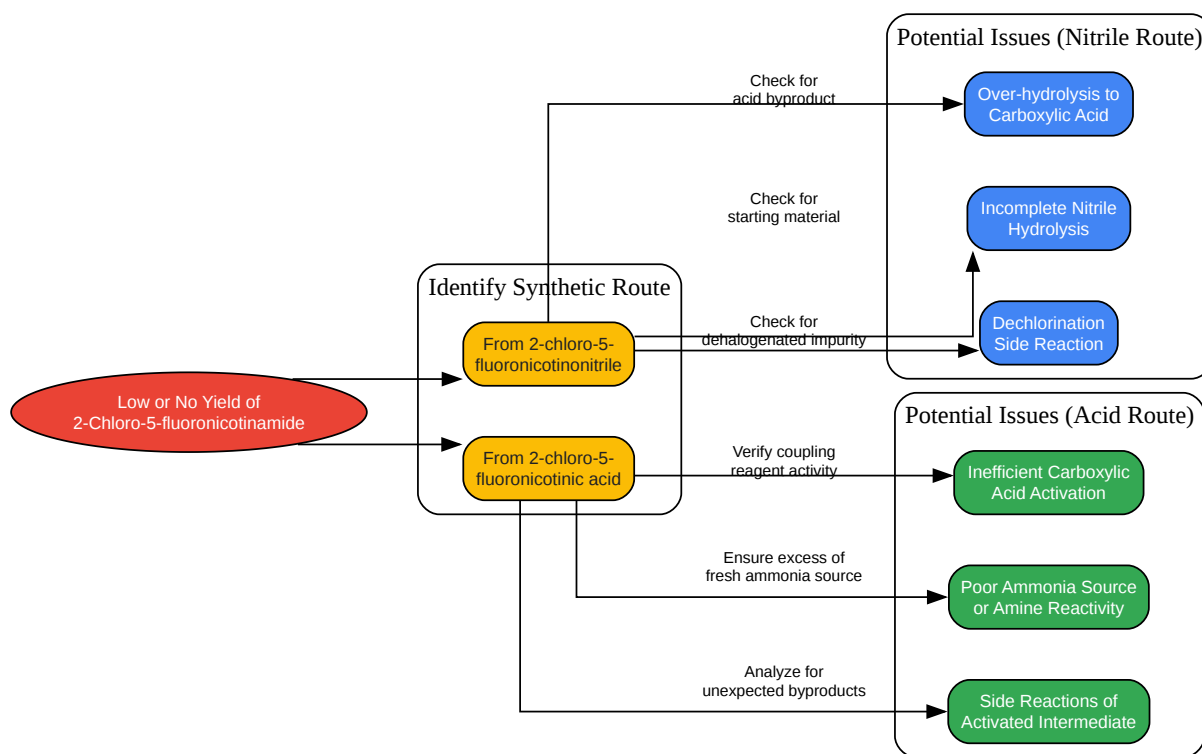 Potential Issues (Nitrile Route)
Check for
acid byproduct
Over-hydrolysis to
Carboxylic Acid
Check for
starting material
Incomplete Nitrile
Hydrolysis
Identify Synthetic Route
From 2-chloro-5-
fluoronicotinonitrile
Check for
dehalogenated impurity
Dechlorination
Side Reaction
Low or No Yield of
2-Chloro-5-fluoronicotinamide
Potential Issues (Acid Route)
From 2-chloro-5-
fluoronicotinic acid
Verify coupling
reagent activity
Inefficient Carboxylic
Acid Activation
Ensure excess of
fresh ammonia source
Poor Ammonia Source
or Amine Reactivity
Analyze for
unexpected byproducts
Side Reactions of
Activated Intermediate